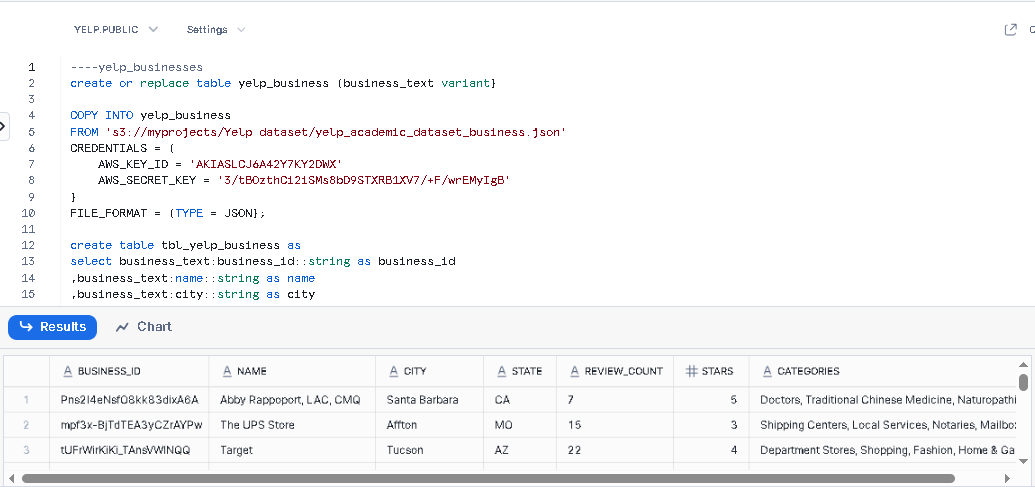 YELP.PUBLIC Settings
1 ----yelp_businesses
2 create or replace table yelp_business (business_text variant)
3
4 COPY INTO yelp_business
5 FROM 's3://myprojects/Yelp dataset/yelp_academic_dataset_business.json'
6 CREDENTIALS = (
7 AWS_KEY_ID = 'AKIASLCJ6A42Y7KY2DWX'
8 AWS_SECRET_KEY =
9 )
10 FILE_FORMAT = (TYPE = JSON);
11
12 create table tbl_yelp_business as
13 select business_text:business_id::string as business_id
14 ,business_text:name::string as name
15 ,business_text:city::string as city
Results Chart
BUSINESS_ID NAME CITY STATE REVIEW_COUNT # STARS CATEGORIES
1 Abby Rappoport, LAC, CMQ Santa Barbara CA 7 5 Doctors, Traditional Chinese Medicine, Naturopathi
2 mpf3x-BjTdTEA3yCZrAYPw The UPS Store Affton MO 15 3 Shipping Centers, Local Services, Notaries, Mailbo
3 tUFrWirKiKi_TAnsVWINQQ Target Tucson AZ 22 4 Department Stores, Shopping, Fashion, Home & Ga